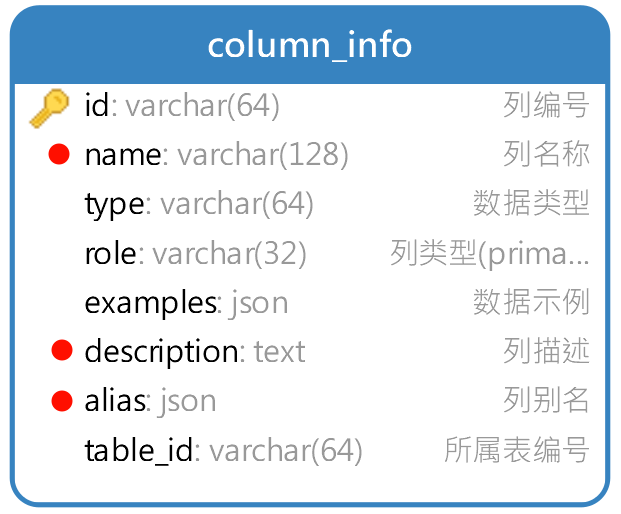 column_info
id: varchar(64) 列编号
name: varchar(128) 列名称
type: varchar(64) 数据类型
role: varchar(32) 列类型(prima...
examples: json 数据示例
description: text 列描述
alias: json 列别名
table_id: varchar(64) 所属表编号